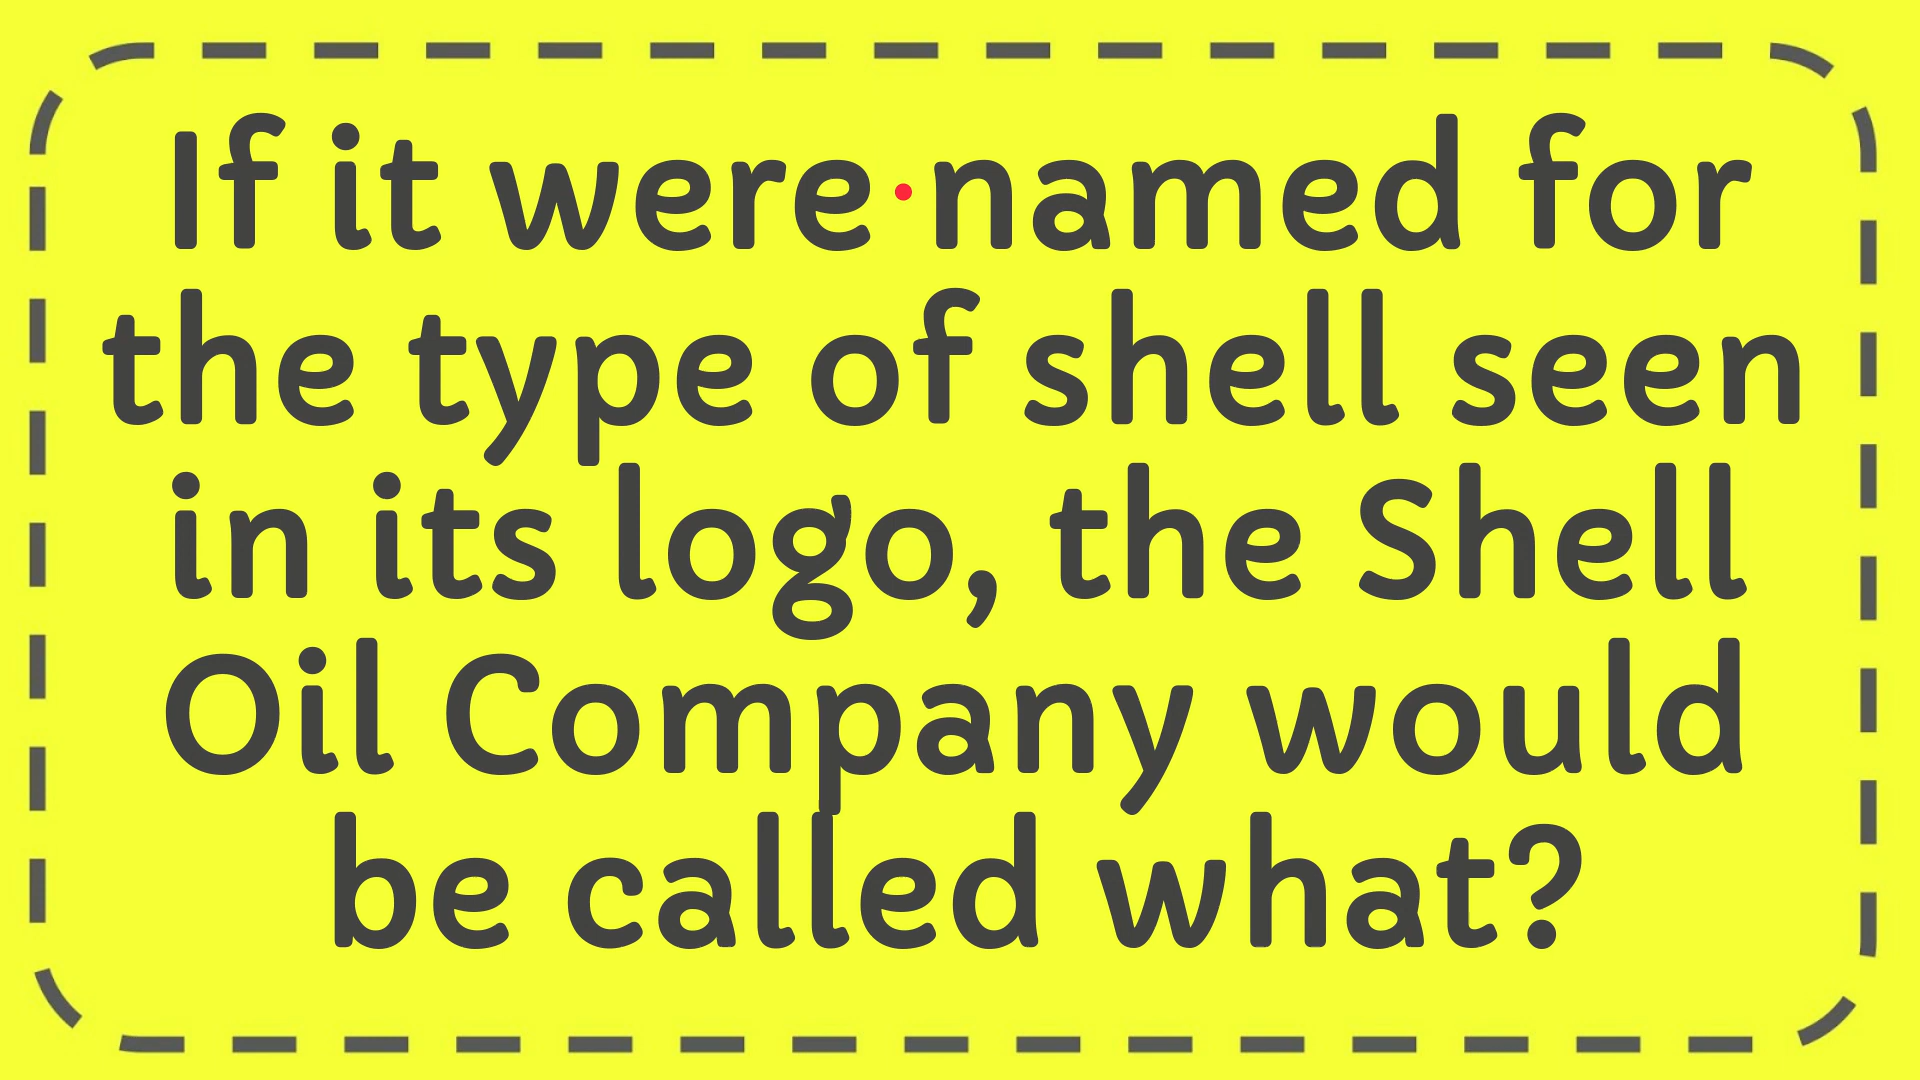 If it were named for
the type of shell seen
in its logo, the Shell
Oil Company would
be called what?